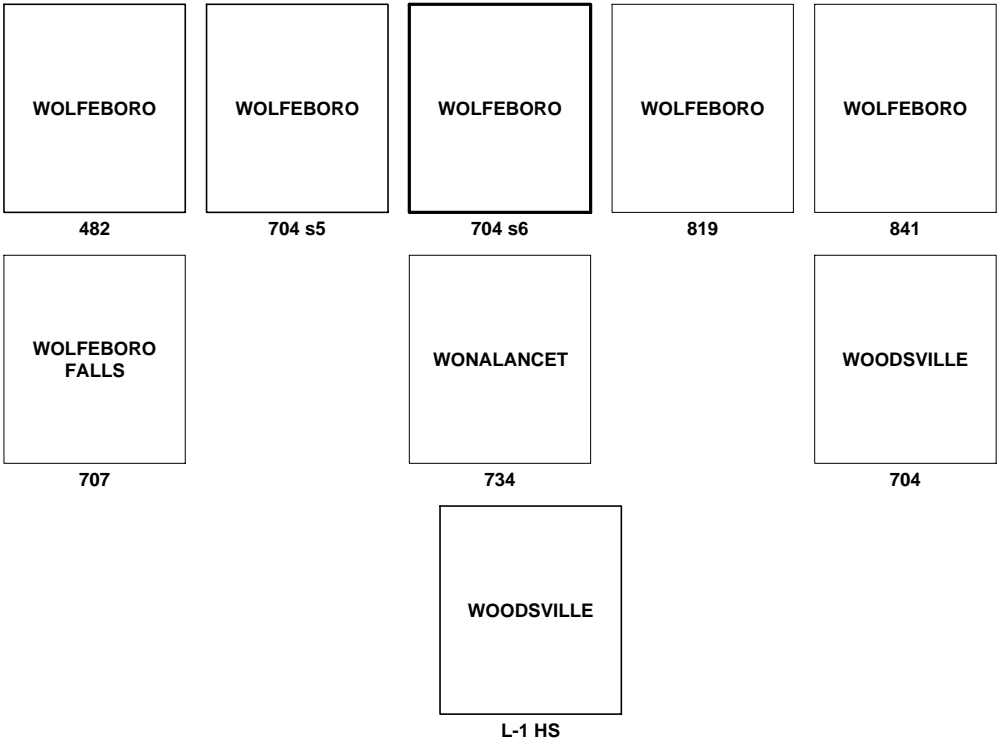 WOLFEBORO WOLFEBORO WOLFEBORO WOLFEBORO WOLFEBORO
482 704 s5 704 s6 819 841
WOLFEBORO
FALLS
WONALANCET
WOODSVILLE
707 734 704
WOODSVILLE
L-1 HS